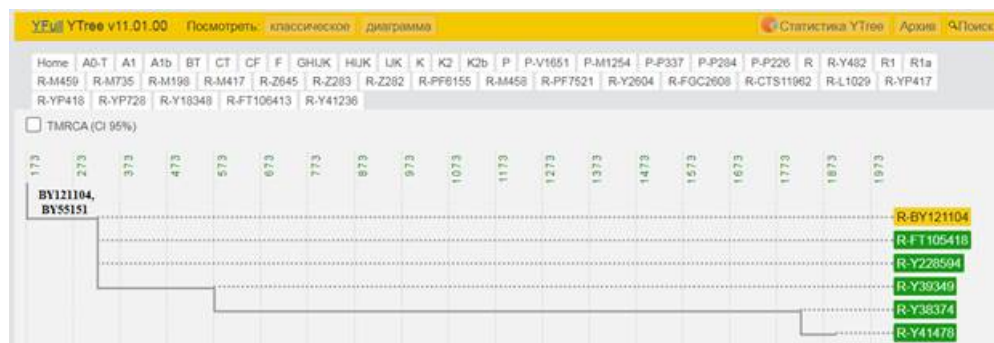 YFull YTree v11.01.00 Посмотреть: классическое диаграмма Статистика YTree Архив Поиск
Home A0-T A1 A1b BT CT CF F GHIJK HIJK IJK K K2 K2b P P-V1651 P-M1254 P-P337 P-P284 P-P226 R R-Y482 R1 R1a
R-M459 R-M735 R-M198 R-M417 R-Z645 R-Z283 R-Z282 R-PF6155 R-M458 R-PF7521 R-Y2604 R-FGC2608 R-CTS11962 R-L1029 R-YP417
R-YP418 R-YP728 R-Y18348 R-FT106413 R-Y41236
TMRCA (CI 95%)
173 273 373 473 573 673 773 873 973 1073 1173 1273 1373 1473 1573 1673 1773 1873 1973
BY121104,
BY55151
R-BY121104
R-FT105418
R-Y228594
R-Y39349
R-Y38374
R-Y41478